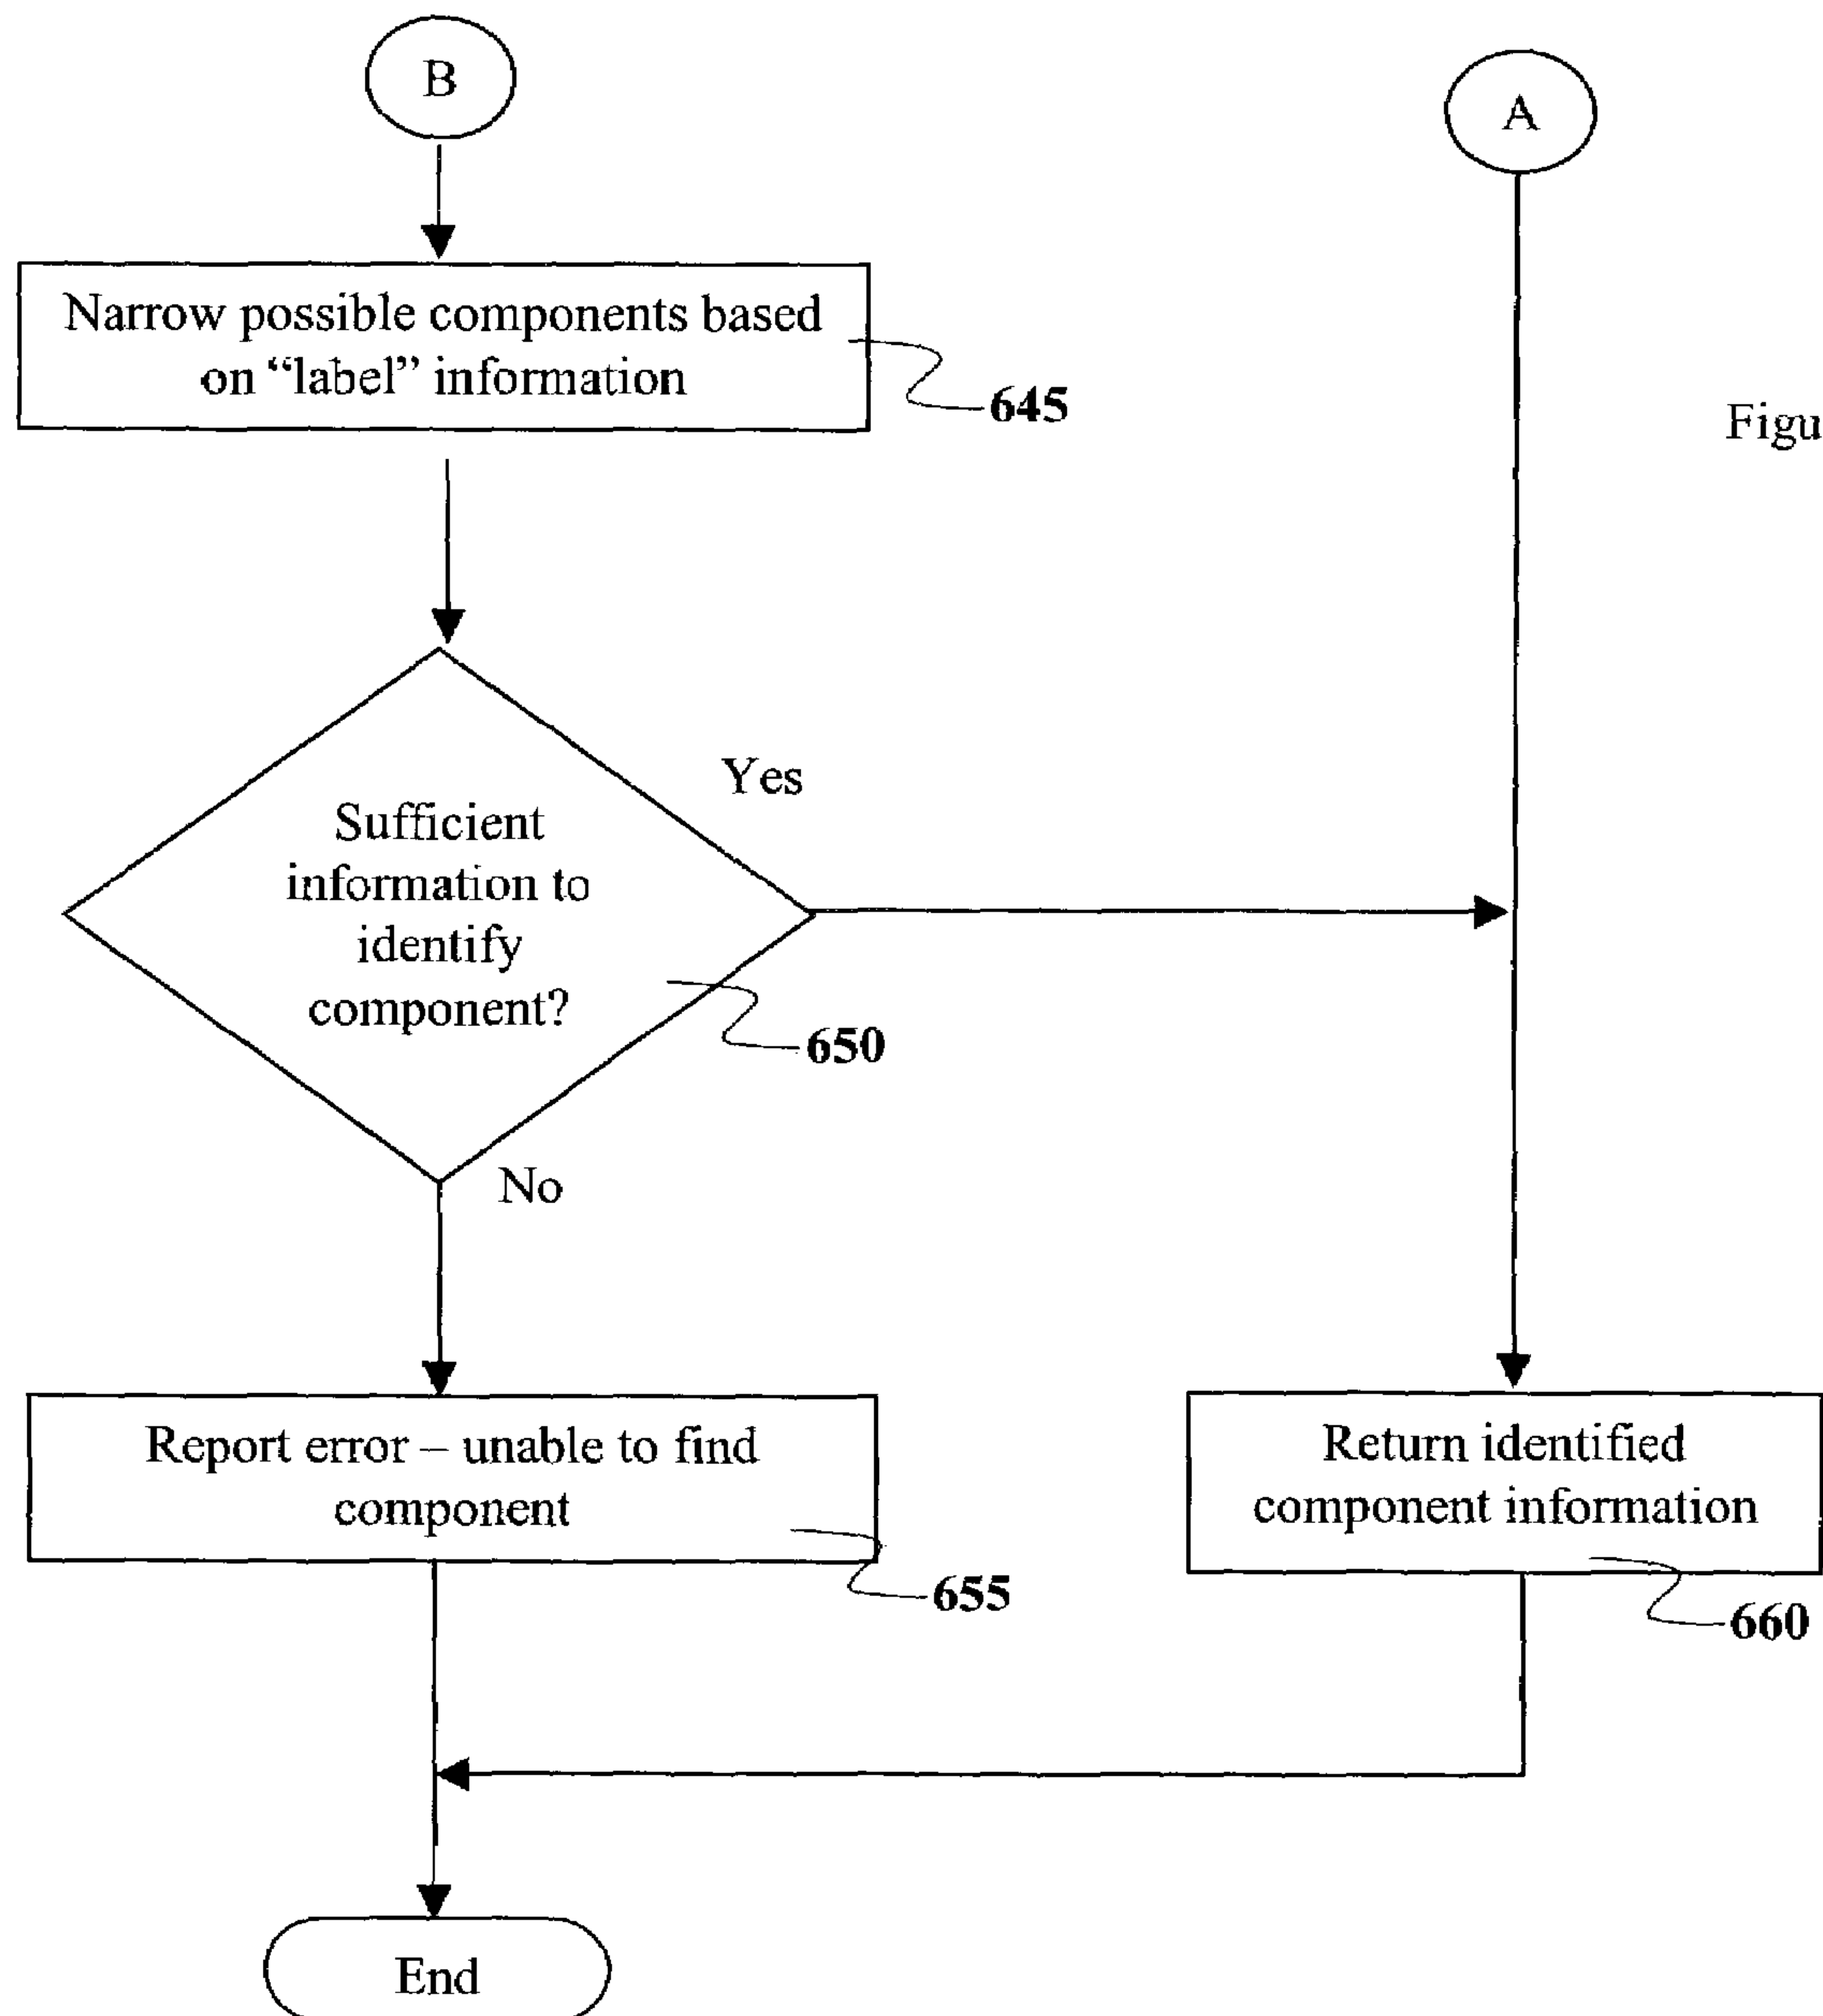 B
A
Narrow possible components based
on “label” information
645
Figu
Yes
Sufficient
information to
identify
component?
650
No
Report error – unable to find
component
655
Return identified
component information
660
End